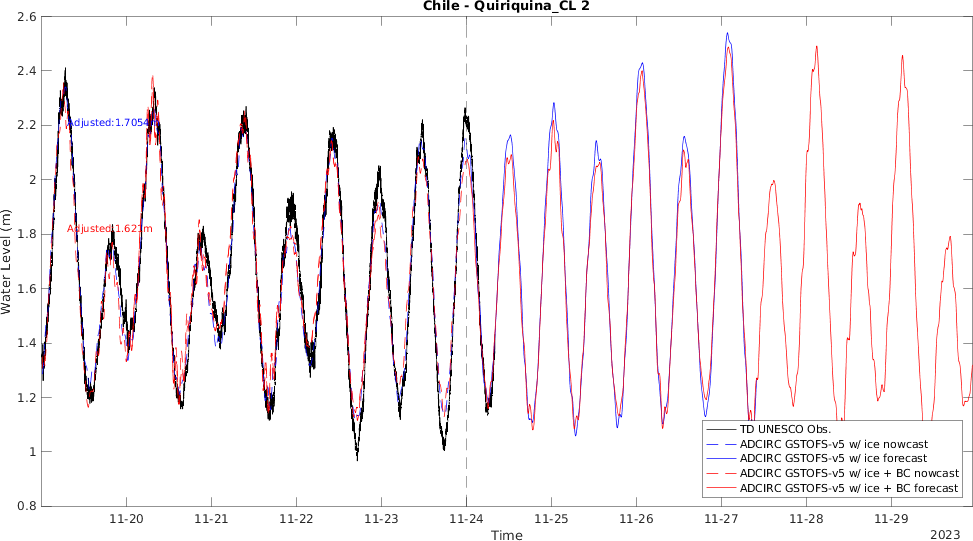 Chile - Quiriquina_CL 2
2.6
2.4
2.2
2
1.8
1.6
1.4
1.2
1
0.8
Water Level (m)
Adjusted:1.7054
Adjusted:1.621m
TD UNESCO Obs.
ADCIRC GSTOFS-v5 w/ ice nowcast
ADCIRC GSTOFS-v5 w/ ice forecast
ADCIRC GSTOFS-v5 w/ ice + BC nowcast
ADCIRC GSTOFS-v5 w/ ice + BC forecast
11-20 11-21 11-22 11-23 11-24 11-25 11-26 11-27 11-28 11-29
Time
2023